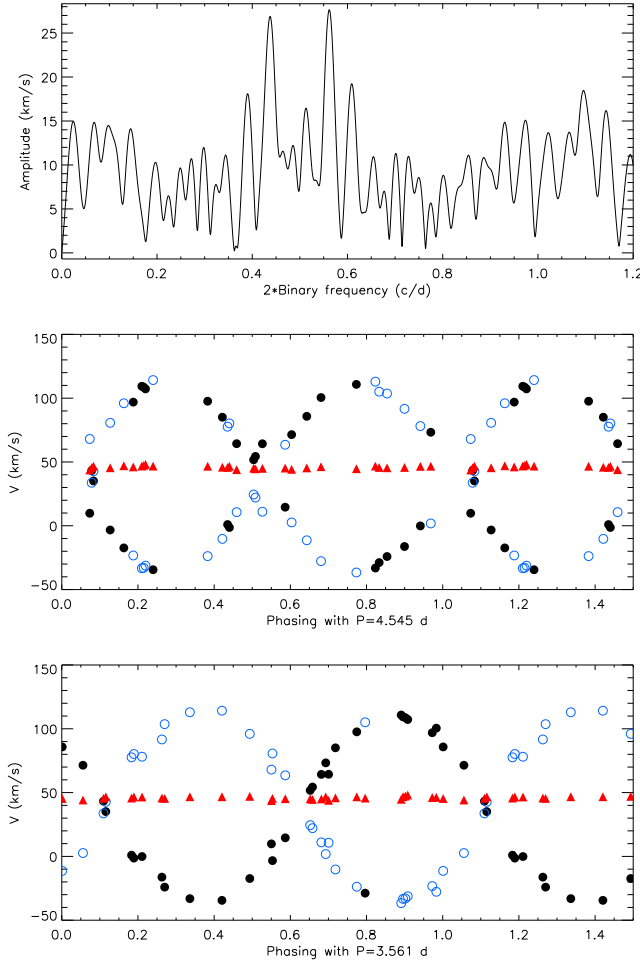 25
20
15
10
5
0
Amplitude (km/s)
0.0 0.2 0.4 0.6 0.8 1.0 1.2
2*Binary frequency (c/d)
150
100
50
0
−50
V (km/s)
0.0 0.2 0.4 0.6 0.8 1.0 1.2 1.4
Phasing with P=4.545 d
150
100
50
0
−50
V (km/s)
0.0 0.2 0.4 0.6 0.8 1.0 1.2 1.4
Phasing with P=3.561 d